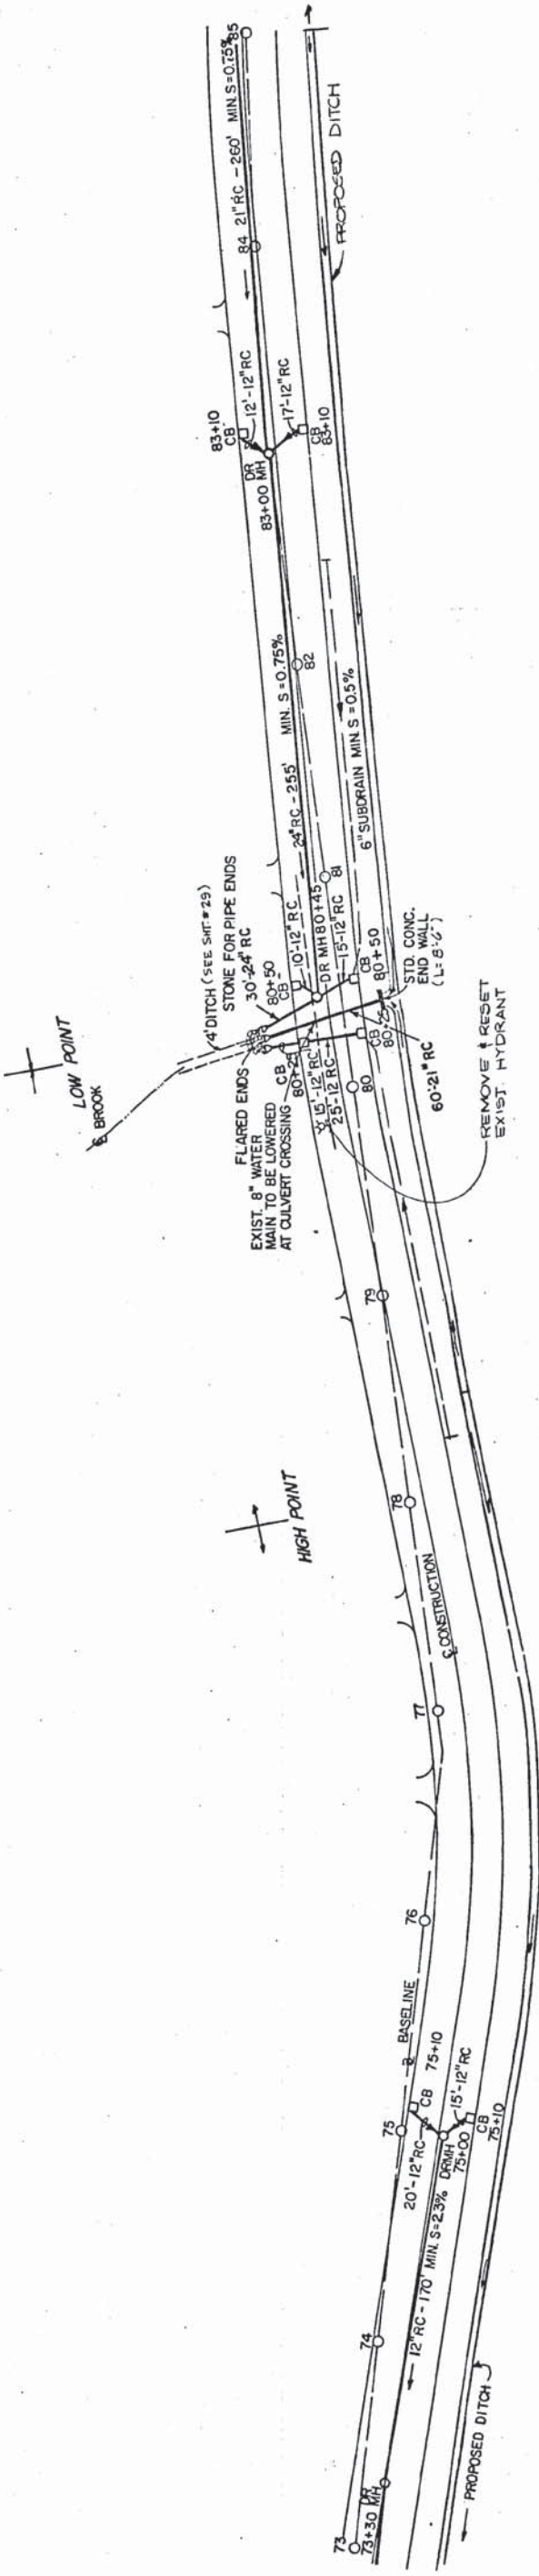 85
21" RC - 260' MIN. S=0.75%
84
PROPOSED DITCH
83+10
CB
12'-12" RC
17'-12" RC
DR
83+00 MH
CB
83+10
82
24" RC - 255' MIN. S=0.75%
6" SUBDRAIN MIN. S=0.5%
81
4' DITCH (SEE SHT. #29)
STONE FOR PIPE ENDS
30'-24" RC
80+50
CB
10'-12" RC
DR MH 80+45
15'-12" RC
CB
80+50
STD. CONC.
END WALL
(L=8'-6")
LOW POINT
℄ BROOK
FLARED ENDS
EXIST. 8" WATER
MAIN TO BE LOWERED
AT CULVERT CROSSING
CB
80+25
15'-12" RC
25'-12" RC
80
CB
80+25
60'-21" RC
REMOVE & RESET
EXIST. HYDRANT
79
HIGH POINT
78
℄ CONSTRUCTION
77
76
BASELINE
75
75+10
CB
20'-12" RC
15'-12" RC
DRMH
75+00
CB
75+10
12" RC - 170' MIN. S=2.3%
74
PROPOSED DITCH
73
DR
73+30 MH